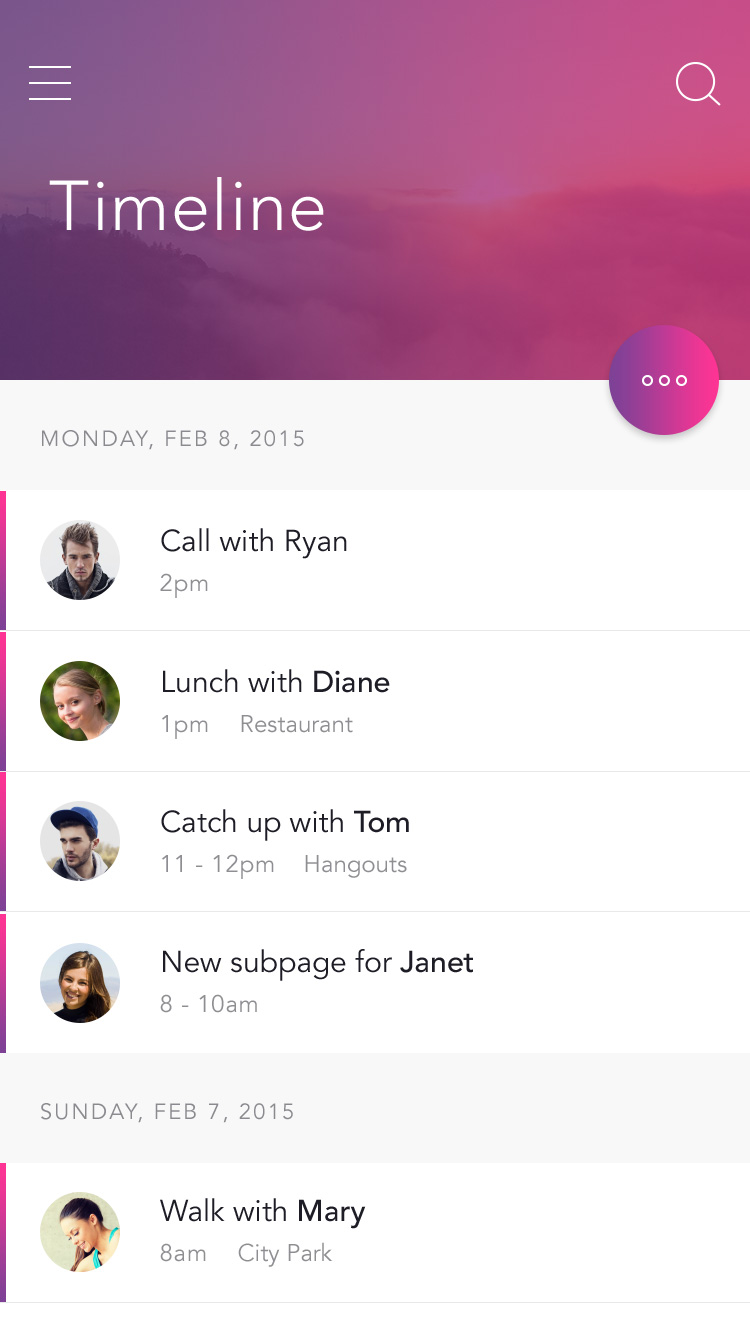 Timeline
MONDAY, FEB 8, 2015
Call with Ryan
2pm
Lunch with Diane
1pm Restaurant
Catch up with Tom
11 - 12pm Hangouts
New subpage for Janet
8 - 10am
SUNDAY, FEB 7, 2015
Walk with Mary
8am City Park